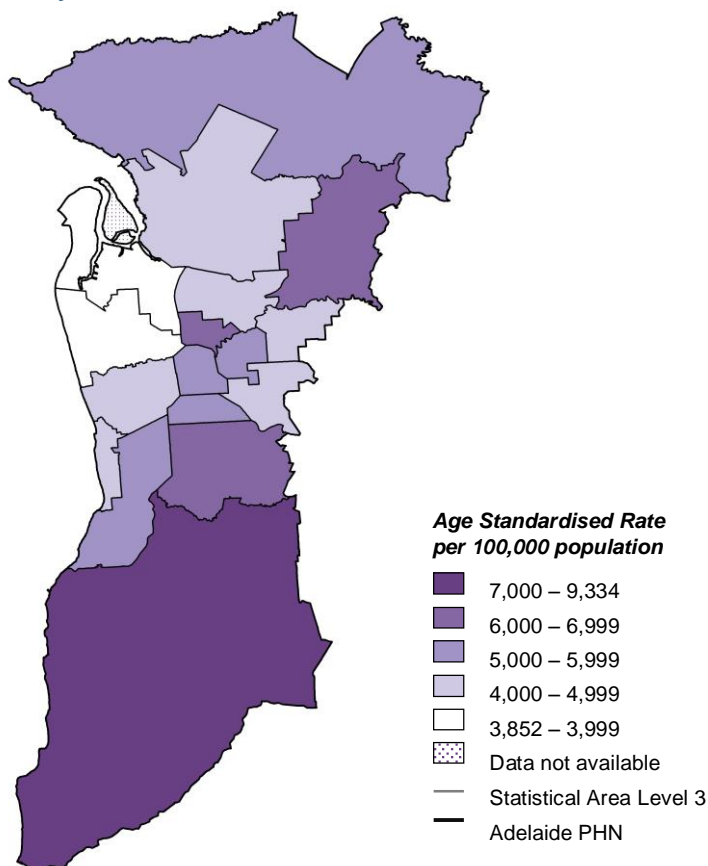 Age Standardised Rate
per 100,000 population
7,000 – 9,334
6,000 – 6,999
5,000 – 5,999
4,000 – 4,999
3,852 – 3,999
Data not available
Statistical Area Level 3
Adelaide PHN